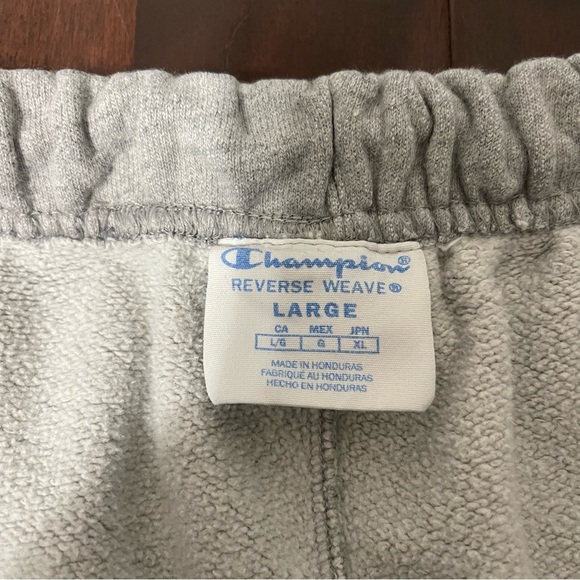 Champion®
REVERSE WEAVE®
LARGE
CA MEX JPN
L/G G XL
MADE IN HONDURAS
FABRIQUÉ AU HONDURAS
HECHO EN HONDURAS